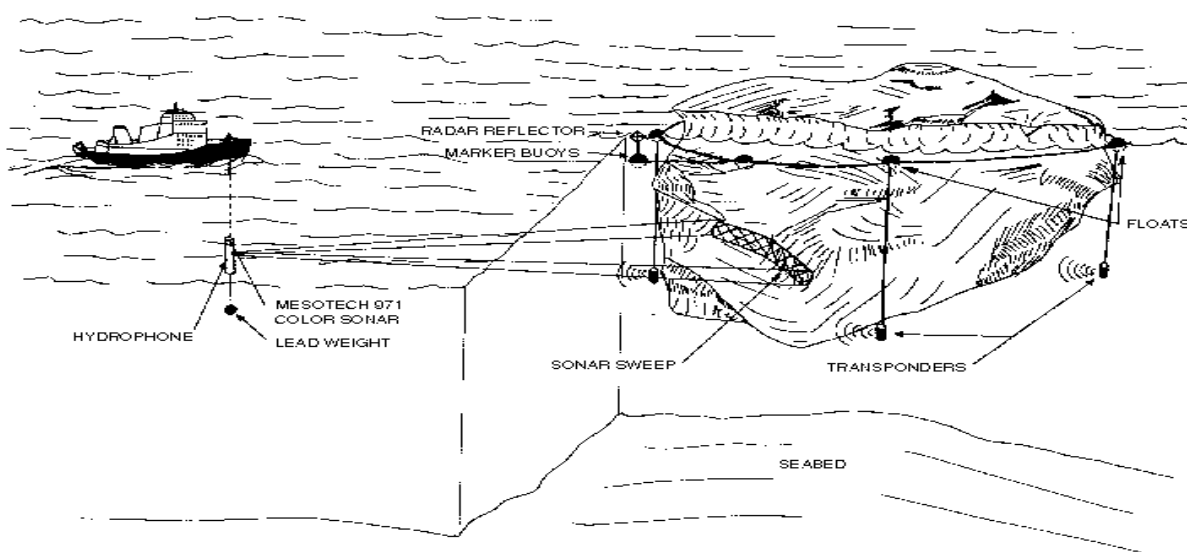 RADAR REFLECTOR
MARKER BUOYS
FLOATS
MESOTECH 971
COLOR SONAR
HYDROPHONE
LEAD WEIGHT
SONAR SWEEP
TRANSPONDERS
SEABED